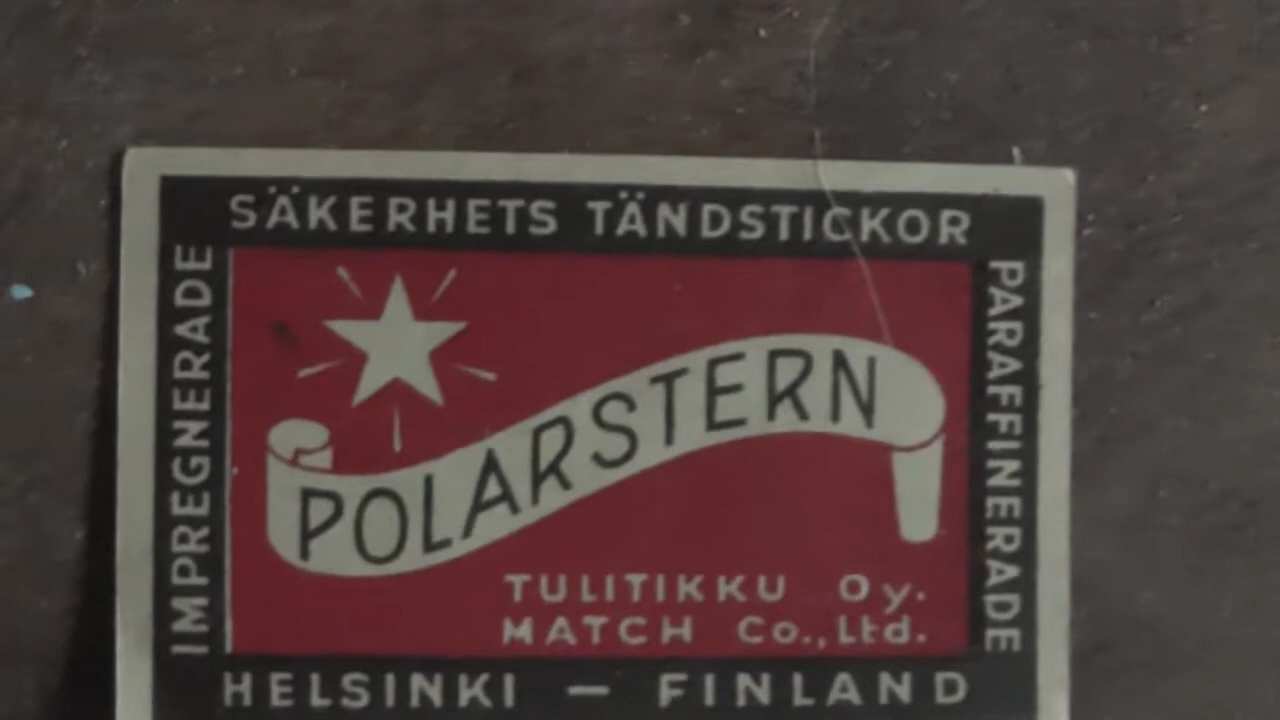 SÄKERHETS TÄNDSTICKOR
IMPREGNERADE
PARAFFINERADE
POLARSTERN
TULITIKKU Oy.
MATCH Co., Ltd.
HELSINKI — FINLAND